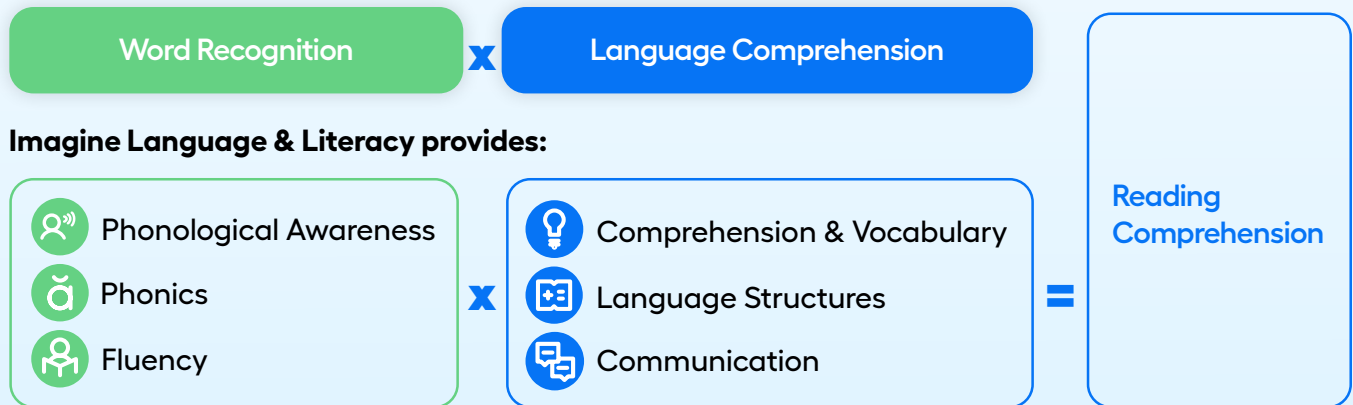 Word Recognition
x
Language Comprehension
Imagine Language & Literacy provides:
Phonological Awareness
Phonics
Fluency
x
Comprehension & Vocabulary
Language Structures
Communication
=
Reading
Comprehension